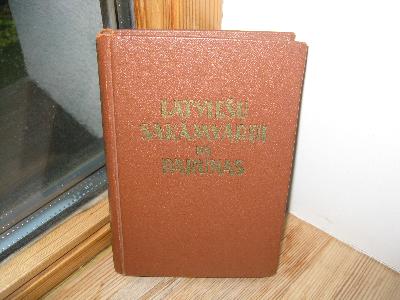 LATVIEŠU
SAKĀMVĀRDI
UN
PARUNAS